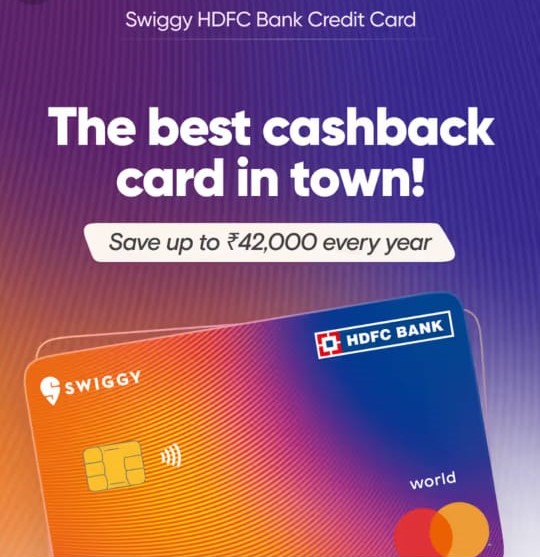 Swiggy HDFC Bank Credit Card
The best cashback
card in town!
Save up to ₹42,000 every year
HDFC BANK
SWIGGY
world